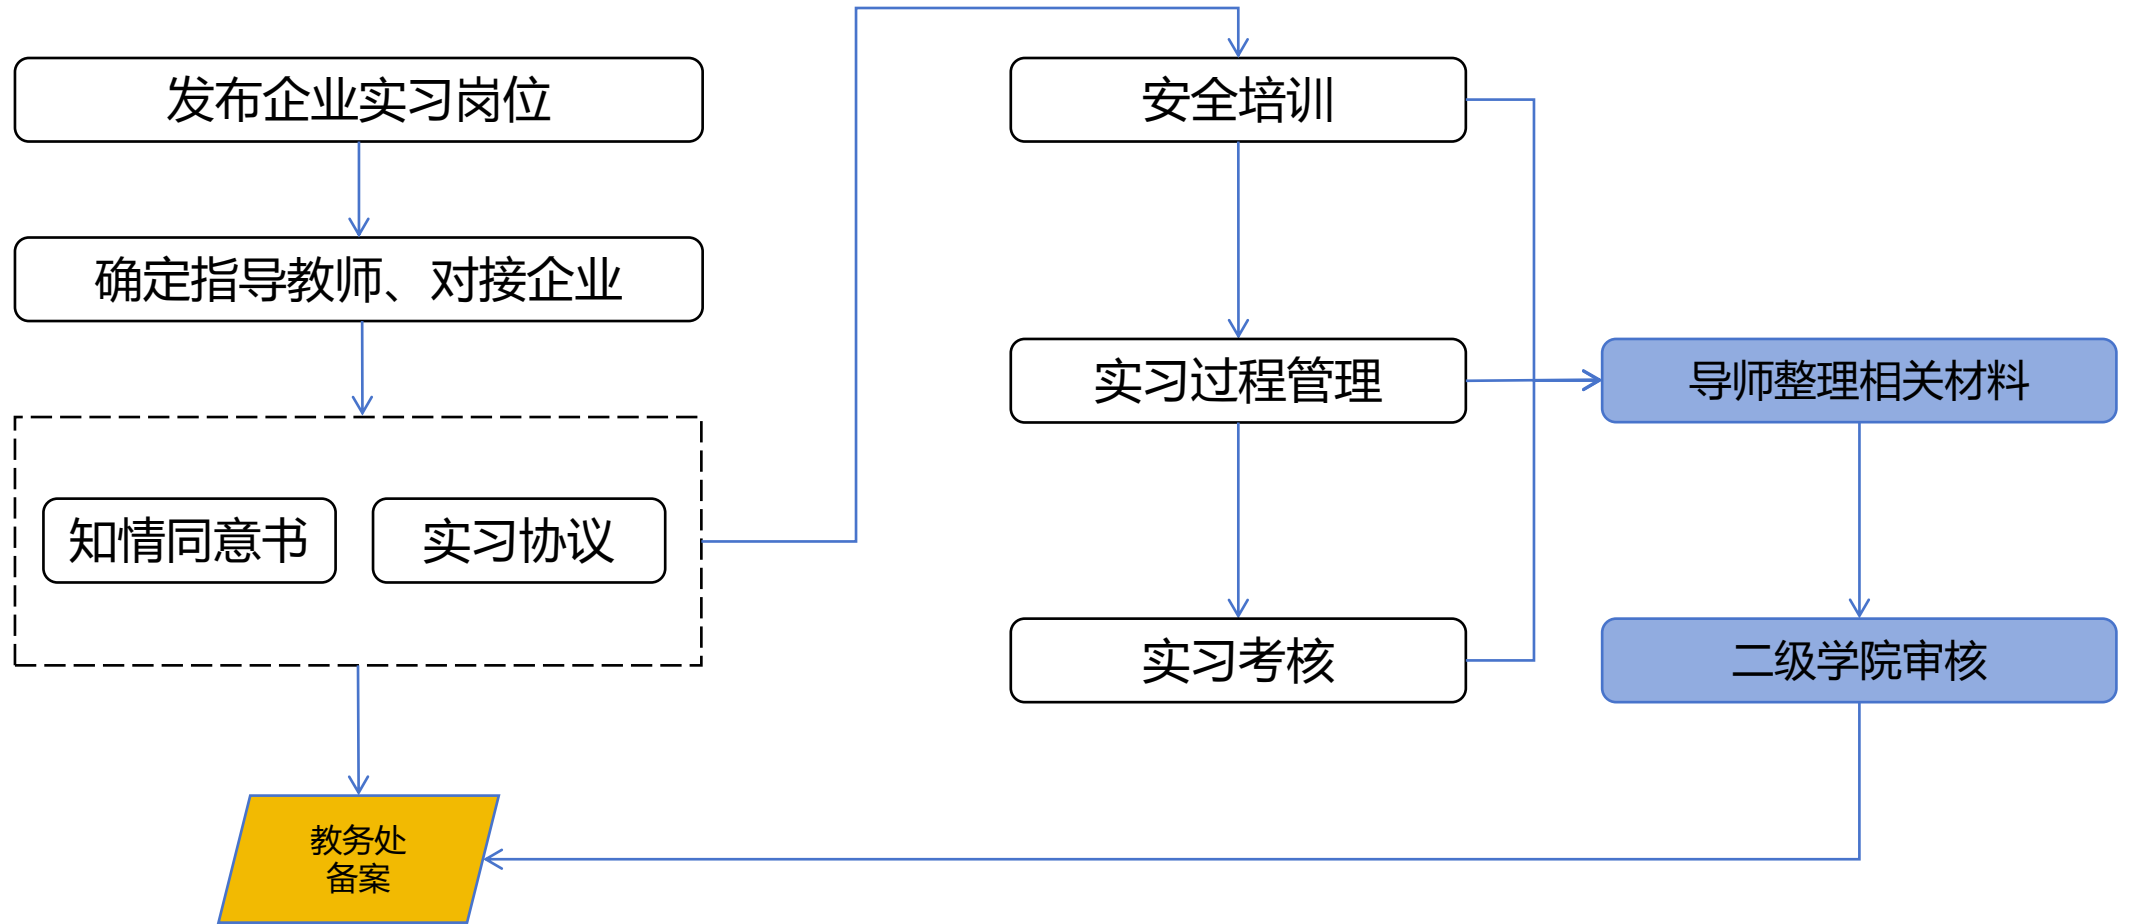 发布企业实习岗位
确定指导教师、对接企业
知情同意书
实习协议
教务处
备案
安全培训
实习过程管理
实习考核
导师整理相关材料
二级学院审核